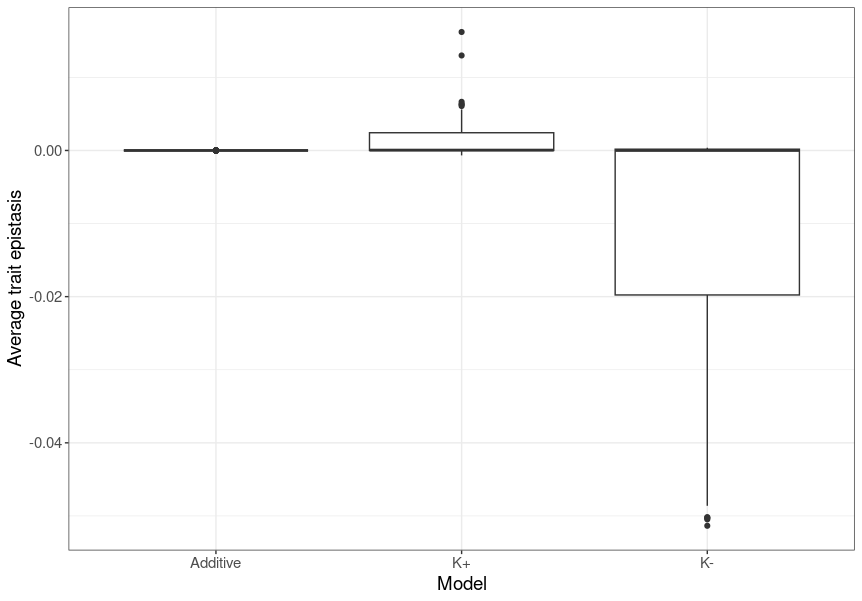 Average trait epistasis
0.00
-0.02
-0.04
Additive
K+
K-
Model